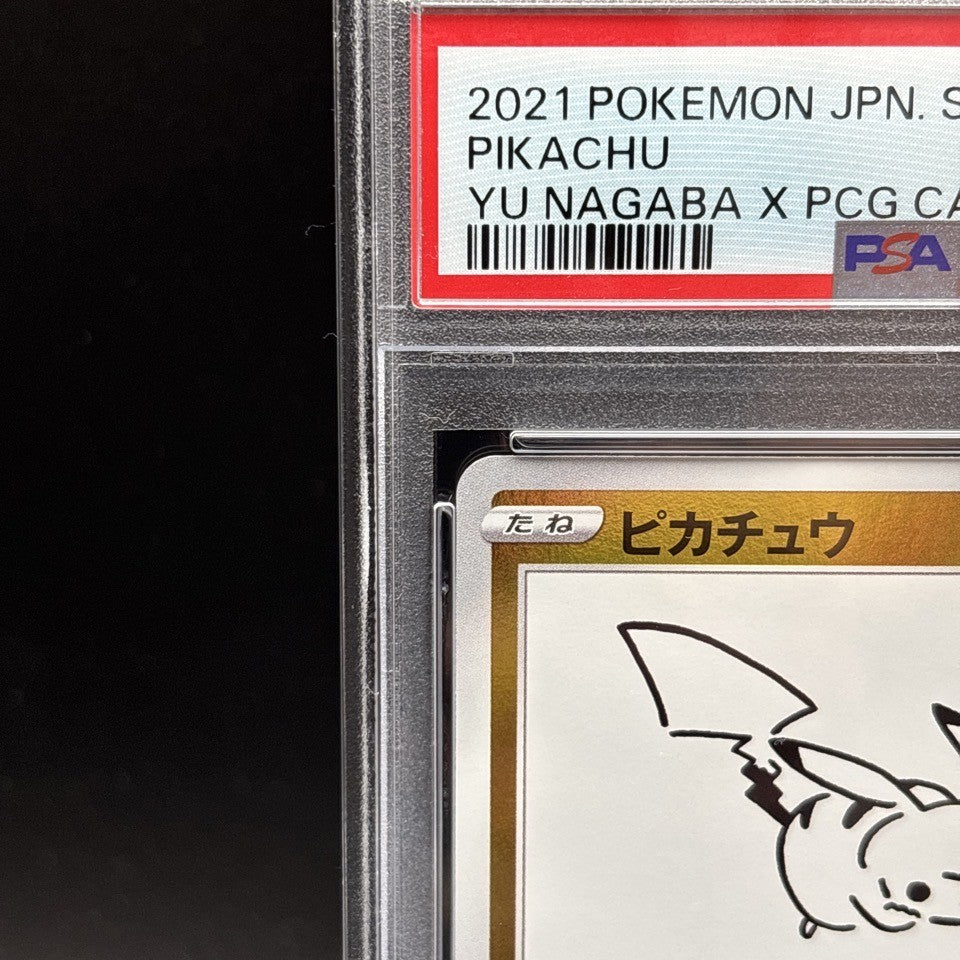 2021 POKEMON JPN. S
PIKACHU
YU NAGABA X PCG CA
PSA
たね ピカチュウ